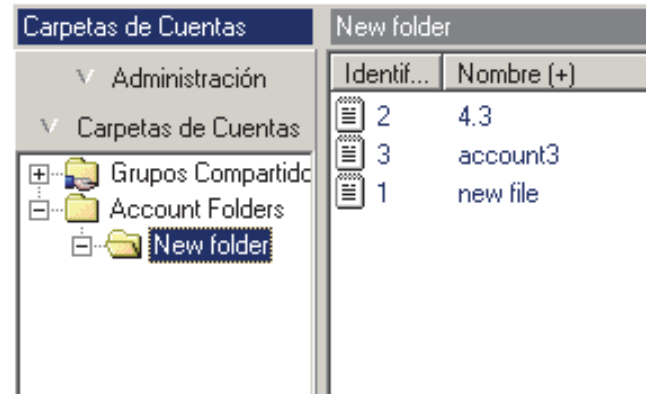 Carpetas de Cuentas
Administración
Carpetas de Cuentas
Grupos Compartidc
Account Folders
New folder
New folder
Identif... Nombre (+)
2 4.3
3 account3
1 new file